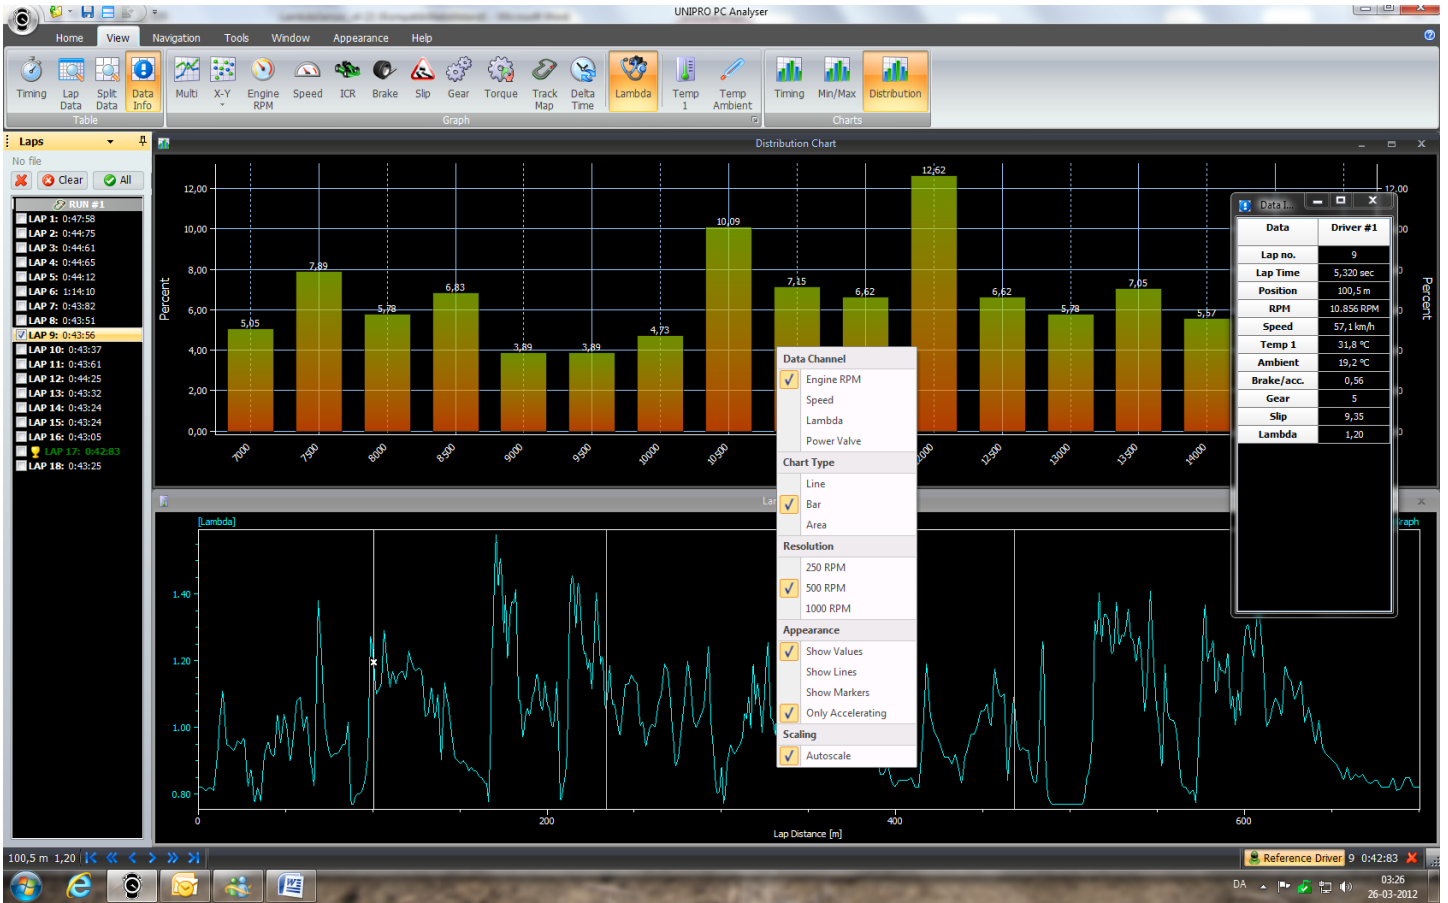 UNIPRO PC Analyser
Home View Navigation Tools Window Appearance Help
Timing Lap Data Split Data Data Info Multi X-Y Engine RPM Speed ICR Brake Slip Gear Torque Track Map Delta Time Lambda Temp 1 Temp Ambient Timing Min/Max Distribution
Table Graph Charts
Laps
No file
Clear All
RUN #1
LAP 1: 0:47:58
LAP 2: 0:44:75
LAP 3: 0:44:61
LAP 4: 0:44:65
LAP 5: 0:44:12
LAP 6: 1:14:10
LAP 7: 0:43:82
LAP 8: 0:43:51
LAP 9: 0:43:56
LAP 10: 0:43:37
LAP 11: 0:43:61
LAP 12: 0:44:25
LAP 13: 0:43:32
LAP 14: 0:43:24
LAP 15: 0:43:24
LAP 16: 0:43:05
LAP 17: 0:42:83
LAP 18: 0:43:25
Distribution Chart
12,00
10,00
8,00
6,00
4,00
2,00
0,00
Percent
5,05 7,89 5,78 6,83 3,89 3,89 4,73 10,09 7,15 6,62 12,62 6,62 5,78 7,05 5,57
7000 7500 8000 8500 9000 9500 10000 10500 12000 12500 13000 13500 14000
12,00
Percent
Data Channel
Engine RPM
Speed
Lambda
Power Valve
Chart Type
Line
Bar
Area
Resolution
250 RPM
500 RPM
1000 RPM
Appearance
Show Values
Show Lines
Show Markers
Only Accelerating
Scaling
Autoscale
Data I...
Data Driver #1
Lap no. 9
Lap Time 5,320 sec
Position 100,5 m
RPM 10.856 RPM
Speed 57,1 km/h
Temp 1 31,8 ºC
Ambient 19,2 ºC
Brake/acc. 0,56
Gear 5
Slip 9,35
Lambda 1,20
[Lambda]
1.40
1.20
1.00
0.80
0 200 400 600
Lap Distance [m]
100,5 m 1,20
Reference Driver 9 0:42:83
DA
03:26
26-03-2012